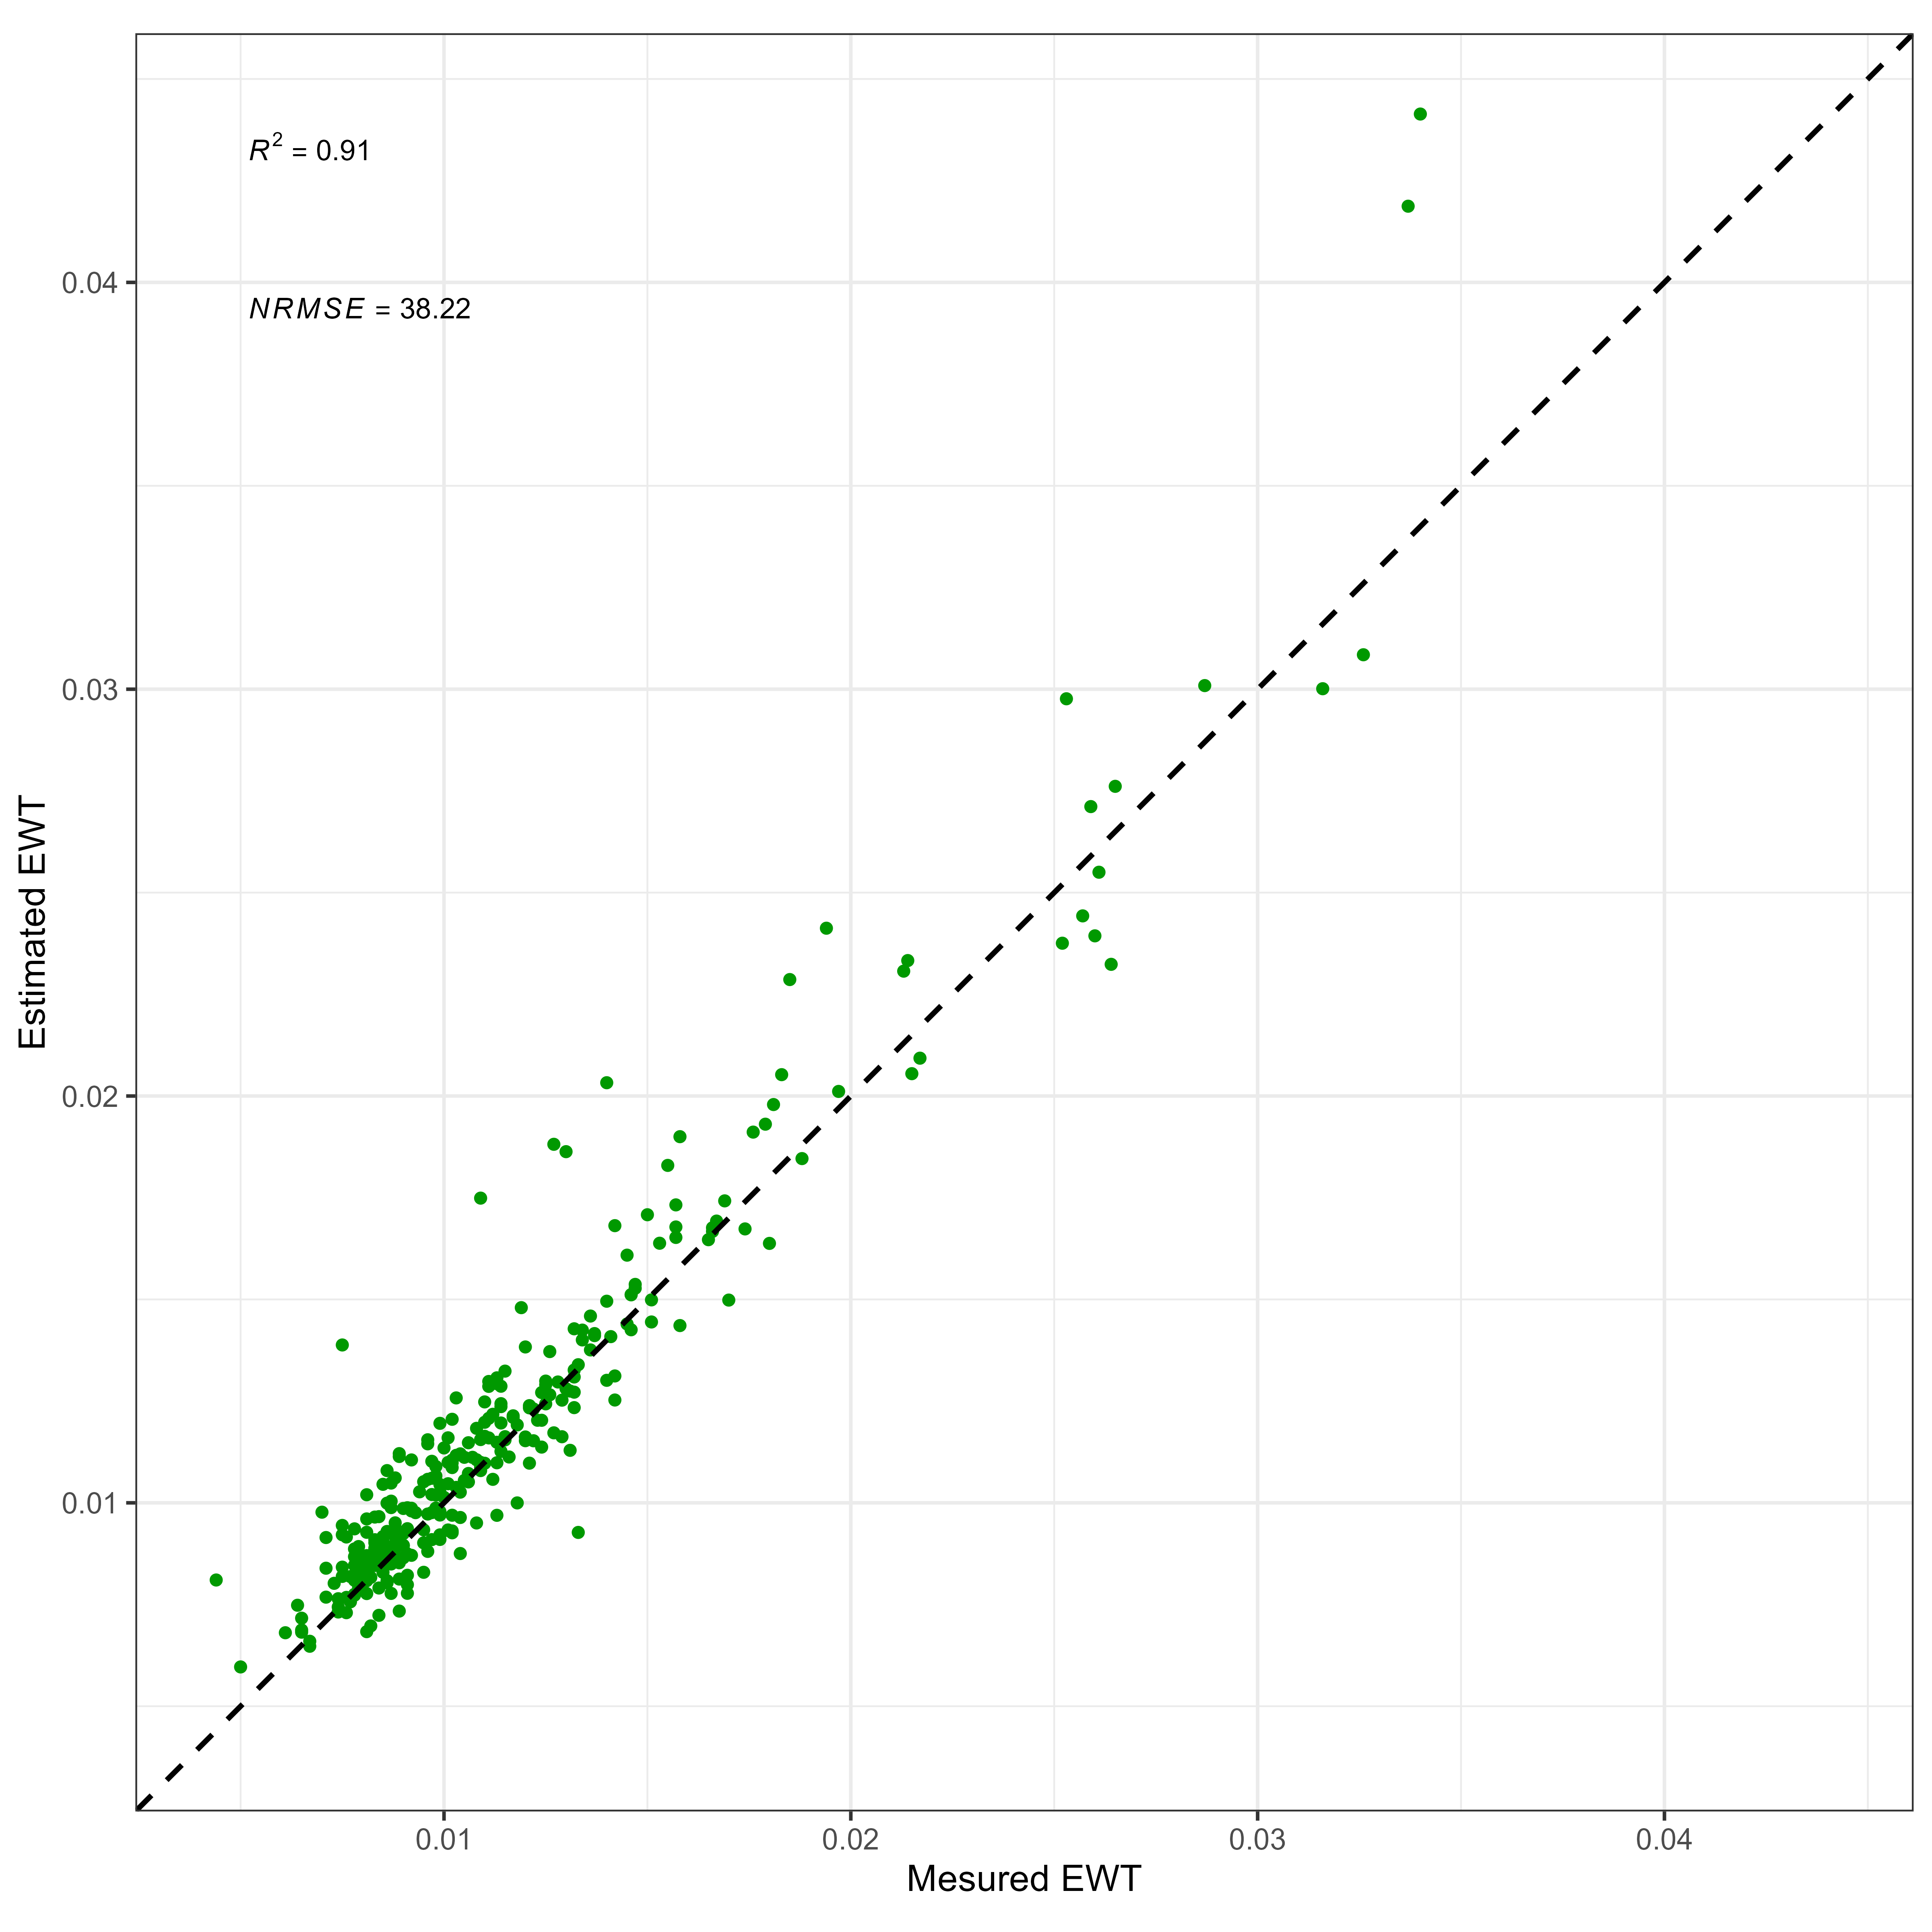 R² = 0.91
NRMSE = 38.22
Estimated EWT
0.04
0.03
0.02
0.01
0.01 0.02 0.03 0.04
Mesured EWT